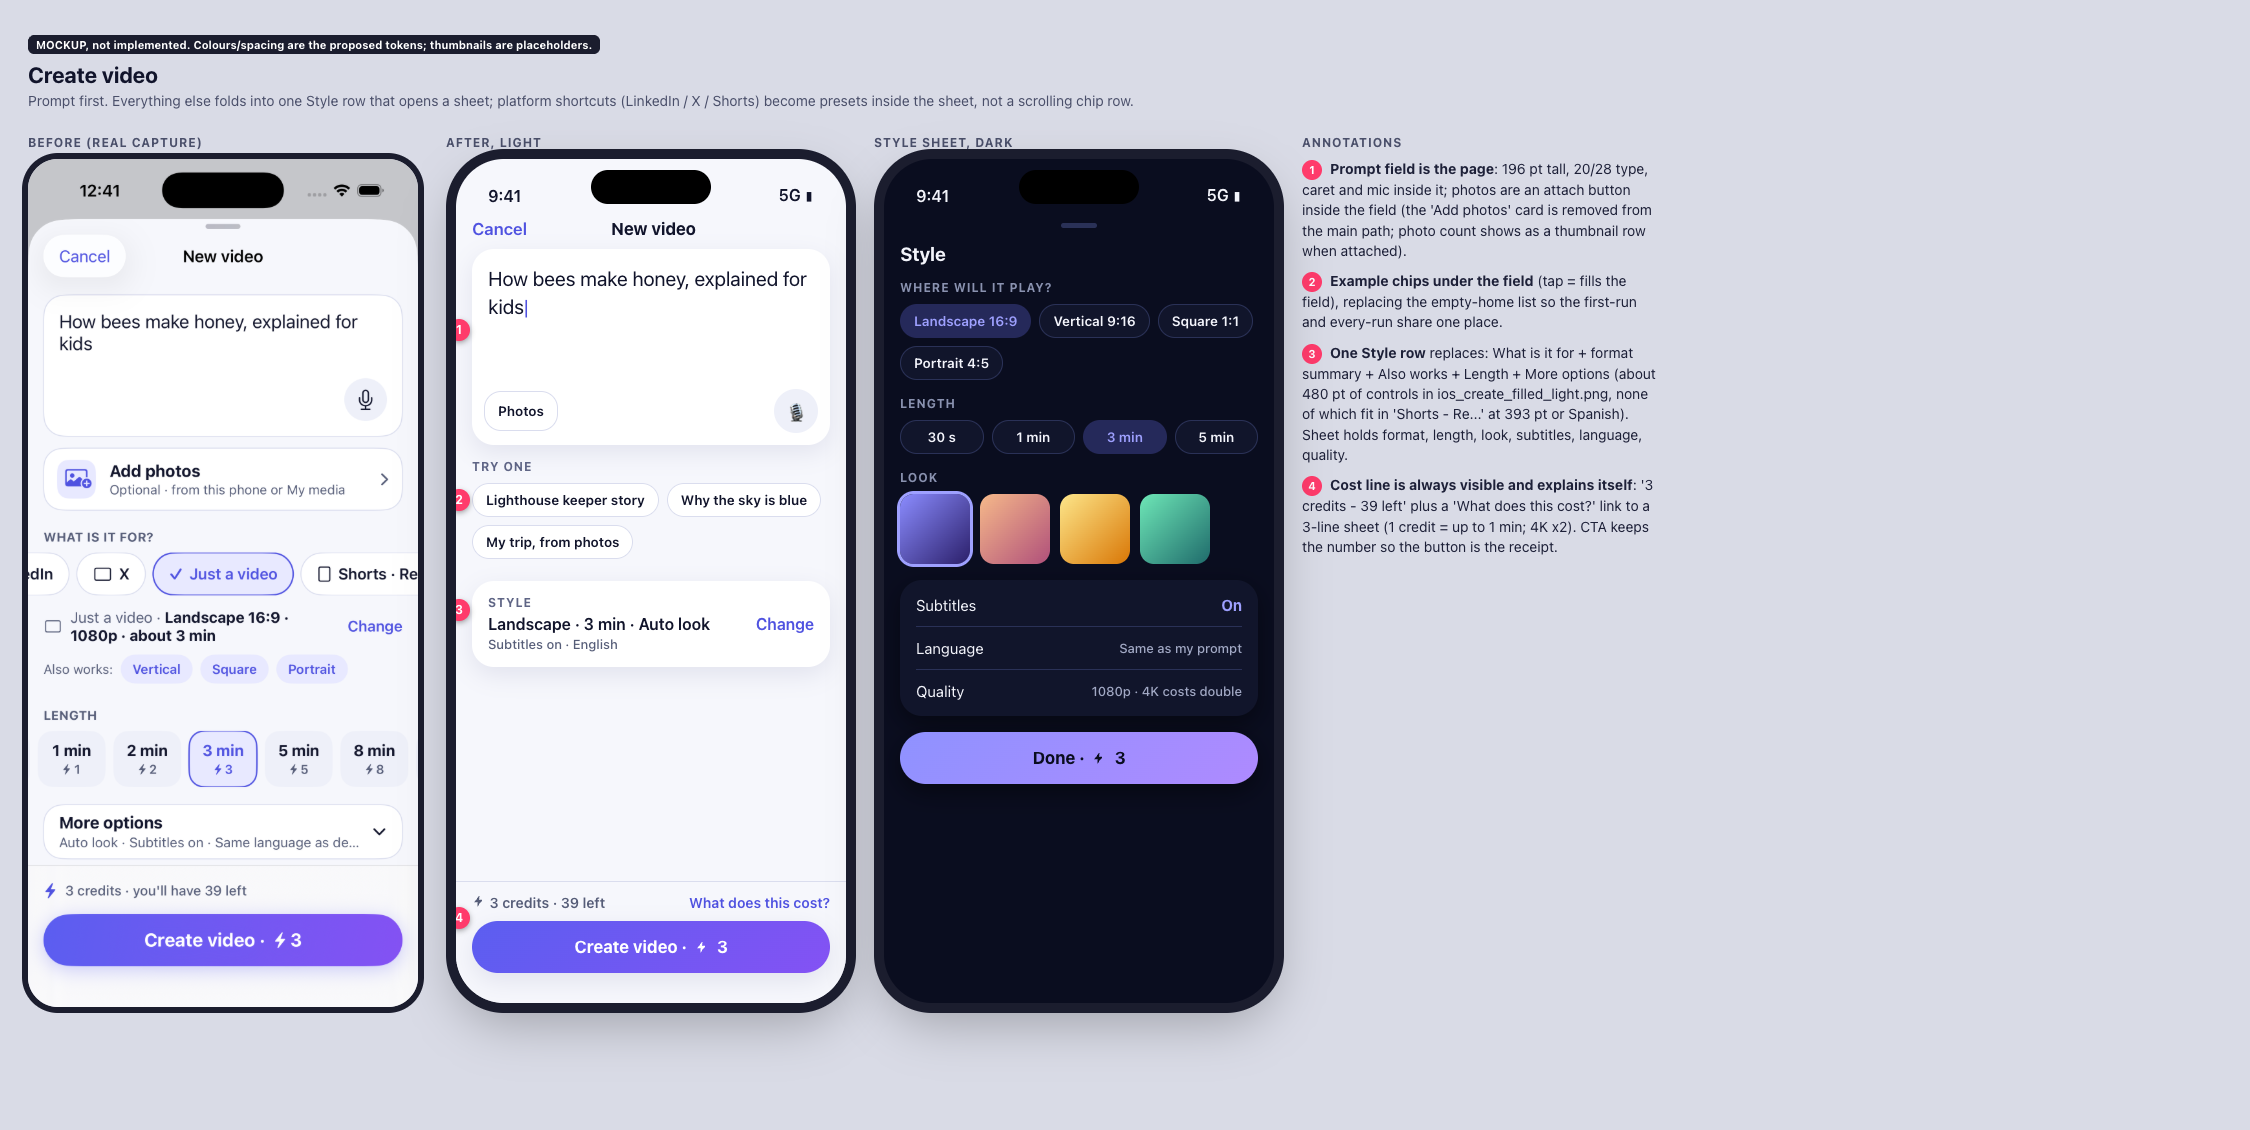 MOCKUP, not implemented. Colours/spacing are the proposed tokens; thumbnails are placeholders.
Create video
Prompt first. Everything else folds into one Style row that opens a sheet; platform shortcuts (LinkedIn / X / Shorts) become presets inside the sheet, not a scrolling chip row.
BEFORE (REAL CAPTURE)
12:41
Cancel
New video
How bees make honey, explained for
kids
Add photos
Optional · from this phone or My media
WHAT IS IT FOR?
edIn
X
Just a video
Shorts · Re
Just a video · Landscape 16:9 ·
1080p · about 3 min
Change
Also works:
Vertical
Square
Portrait
LENGTH
1 min
2 min
3 min
5 min
8 min
1
2
3
5
8
More options
Auto look · Subtitles on · Same language as de...
3 credits · you'll have 39 left
Create video · 3
AFTER, LIGHT
9:41
5G
Cancel
New video
1
How bees make honey, explained for
kids
Photos
TRY ONE
2
Lighthouse keeper story
Why the sky is blue
My trip, from photos
3
STYLE
Landscape · 3 min · Auto look
Change
Subtitles on · English
4
3 credits · 39 left
What does this cost?
Create video · 3
STYLE SHEET, DARK
9:41
5G
Style
WHERE WILL IT PLAY?
Landscape 16:9
Vertical 9:16
Square 1:1
Portrait 4:5
LENGTH
30 s
1 min
3 min
5 min
LOOK
Subtitles
On
Language
Same as my prompt
Quality
1080p · 4K costs double
Done · 3
ANNOTATIONS
1 Prompt field is the page: 196 pt tall, 20/28 type,
caret and mic inside it; photos are an attach button
inside the field (the 'Add photos' card is removed from
the main path; photo count shows as a thumbnail row
when attached).
2 Example chips under the field (tap = fills the
field), replacing the empty-home list so the first-run
and every-run share one place.
3 One Style row replaces: What is it for + format
summary + Also works + Length + More options (about
480 pt of controls in ios_create_filled_light.png, none
of which fit in 'Shorts - Re...' at 393 pt or Spanish).
Sheet holds format, length, look, subtitles, language,
quality.
4 Cost line is always visible and explains itself: '3
credits - 39 left' plus a 'What does this cost?' link to a
3-line sheet (1 credit = up to 1 min; 4K x2). CTA keeps
the number so the button is the receipt.